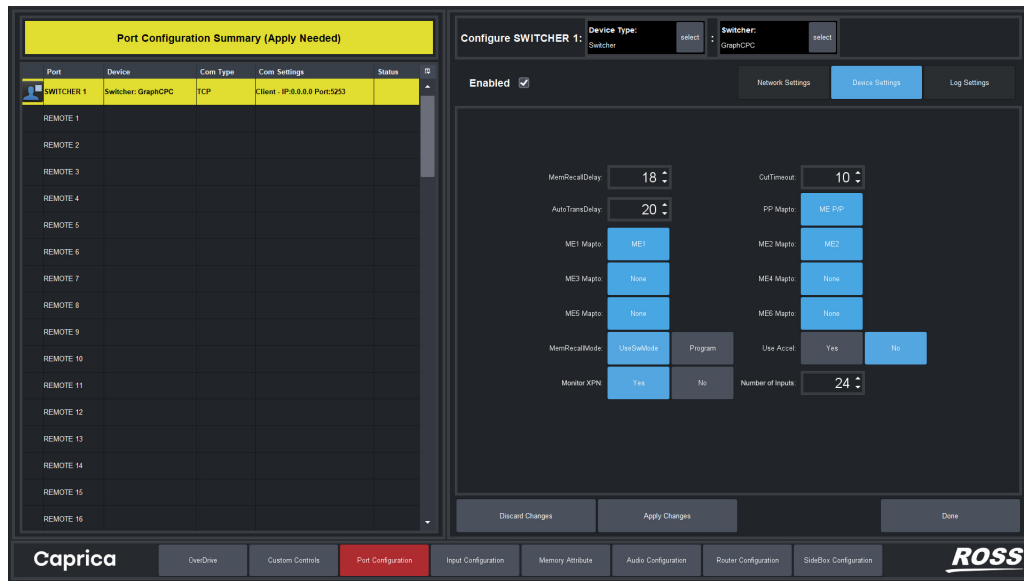 Port Configuration Summary (Apply Needed)
Port Device Com Type Com Settings Status
SWITCHER 1 Switcher: GraphCPC TCP Client - IP:0.0.0.0 Port:5253
REMOTE 1
REMOTE 2
REMOTE 3
REMOTE 4
REMOTE 5
REMOTE 6
REMOTE 7
REMOTE 8
REMOTE 9
REMOTE 10
REMOTE 11
REMOTE 12
REMOTE 13
REMOTE 14
REMOTE 15
REMOTE 16
Configure SWITCHER 1: Device Type: Switcher select : Switcher: GraphCPC select
Enabled Network Settings Device Settings Log Settings
MemRecallDelay: 18 CutTimeout: 10
AutoTransDelay: 20 PP Mapto: ME P/P
ME1 Mapto: ME1 ME2 Mapto: ME2
ME3 Mapto: None ME4 Mapto: None
ME5 Mapto: None ME6 Mapto: None
MemRecallMode: UseSwMode Program Use Accel: Yes No
Monitor XPN: Yes No Number of Inputs: 24
Discard Changes Apply Changes Done
Caprica OverDrive Custom Controls Port Configuration Input Configuration Memory Attribute Audio Configuration Router Configuration SideBox Configuration ROSS